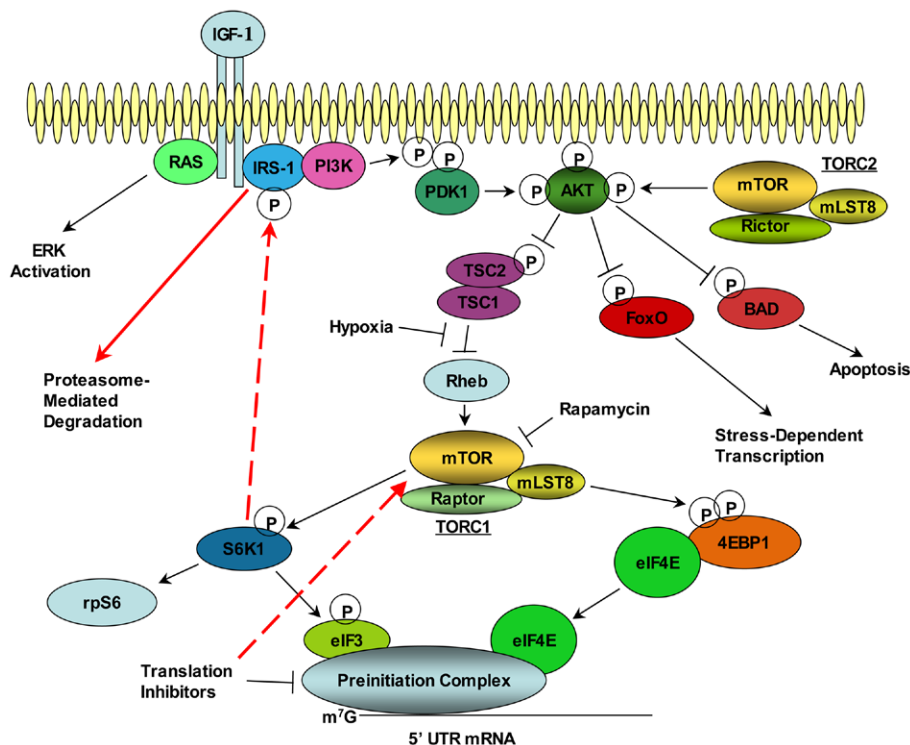 IGF-1
RAS
IRS-1
PI3K
P
P
P
PDK1
P
P
AKT
P
mTOR
TORC2
mLST8
Rictor
ERK
Activation
TSC2
P
TSC1
P
FoxO
P
BAD
Hypoxia
Apoptosis
Proteasome-
Mediated
Degradation
Rheb
Rapamycin
Stress-Dependent
Transcription
mTOR
mLST8
Raptor
TORC1
P
S6K1
P
P
4EBP1
eIF4E
rpS6
P
eIF3
eIF4E
Translation
Inhibitors
Preinitiation Complex
m⁷G
5' UTR mRNA